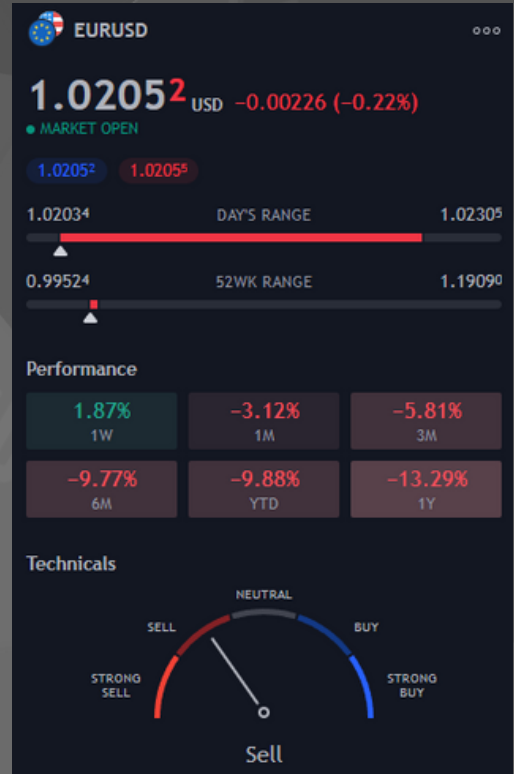 EURUSD
1.02052 USD −0.00226 (−0.22%)
MARKET OPEN
1.02052 1.02055
1.02034 DAY'S RANGE 1.02305
0.99524 52WK RANGE 1.19090
Performance
1.87% −3.12% −5.81%
1W 1M 3M
−9.77% −9.88% −13.29%
6M YTD 1Y
Technicals
NEUTRAL
SELL BUY
STRONG SELL STRONG BUY
Sell